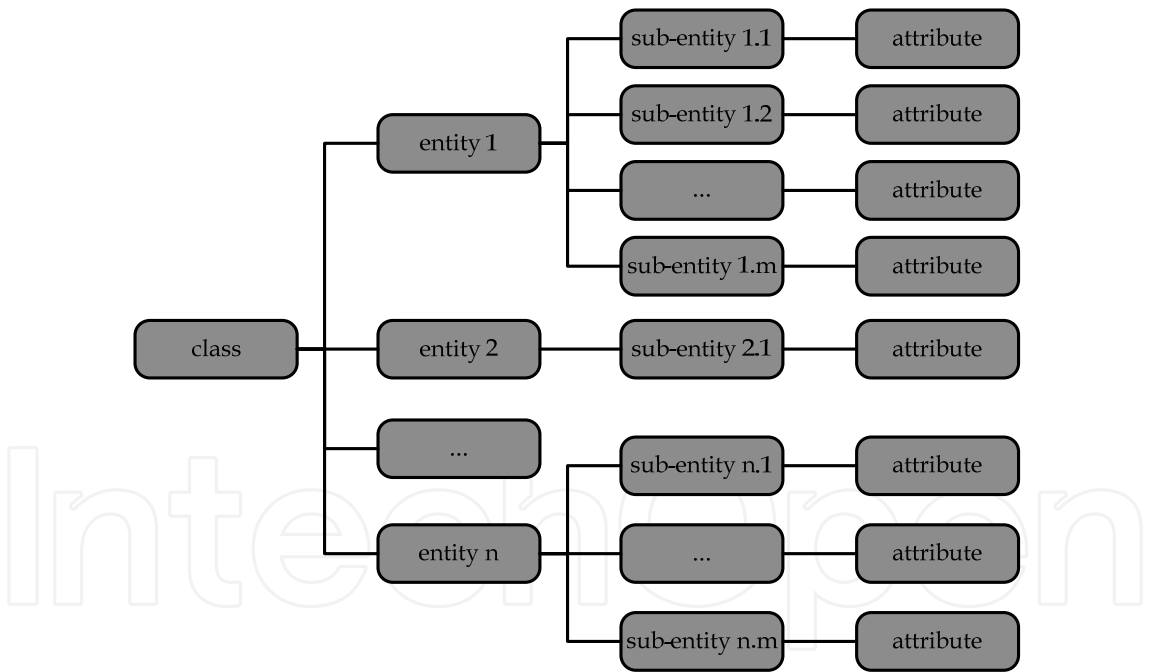 sub-entity 1.1
attribute
sub-entity 1.2
attribute
entity 1
...
attribute
sub-entity 1.m
attribute
class
entity 2
sub-entity 2.1
attribute
...
sub-entity n.1
attribute
entity n
...
attribute
sub-entity n.m
attribute
IntechOpen